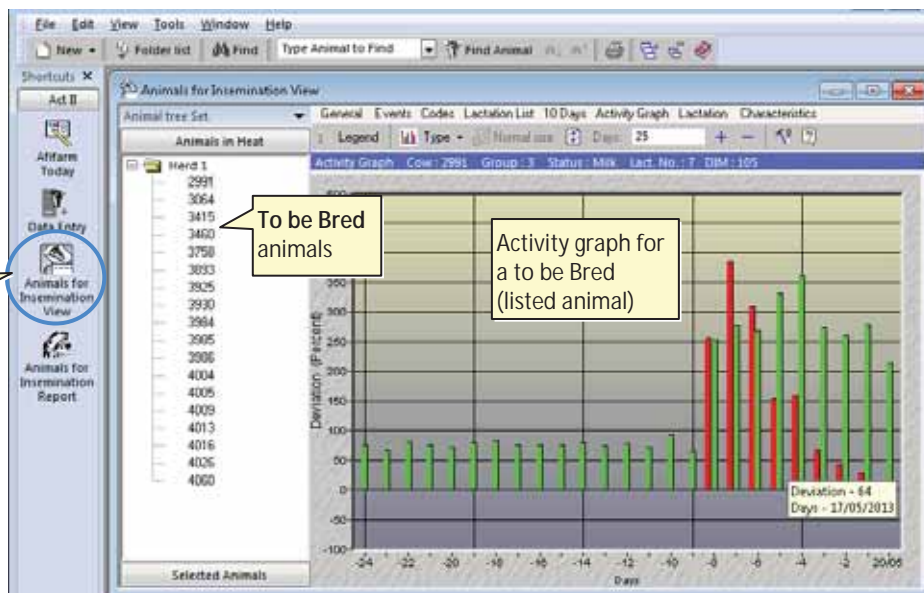 File Edit View Tools Window Help
New Folder list Find Type Animal to Find Find Animal
Shortcuts
Act II
Afifarm
Today
Data Entry
Animals for
Insemination
View
Animals for
Insemination
Report
Animals for Insemination View
Animal tree Set
Animals in Heat
Herd 1
2991
3064
3415
3460
3758
3893
3925
3930
3984
3985
3986
4004
4005
4009
4013
4016
4026
4060
Selected Animals
To be Bred
animals
General Events Codes Lactation List 10 Days Activity Graph Lactation Characteristics
Legend Type Normal size Days 25
Activity Graph Cow : 2991 Group : 3 Status : Milk Lact. No. : 7 DIM : 105
Activity graph for
a to be Bred
(listed animal)
Deviation (Percent)
350
300
250
200
150
100
50
0
-50
-100
Deviation - 64
Days - 17/05/2013
-24 -22 -20 -18 -16 -14 -12 -10 -8 -6 -4 -2 20/05
Days